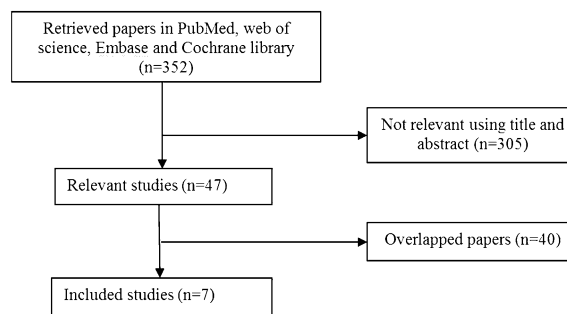 Retrieved papers in PubMed, web of
science, Embase and Cochrane library
(n=352)
Not relevant using title and
abstract (n=305)
Relevant studies (n=47)
Overlapped papers (n=40)
Included studies (n=7)